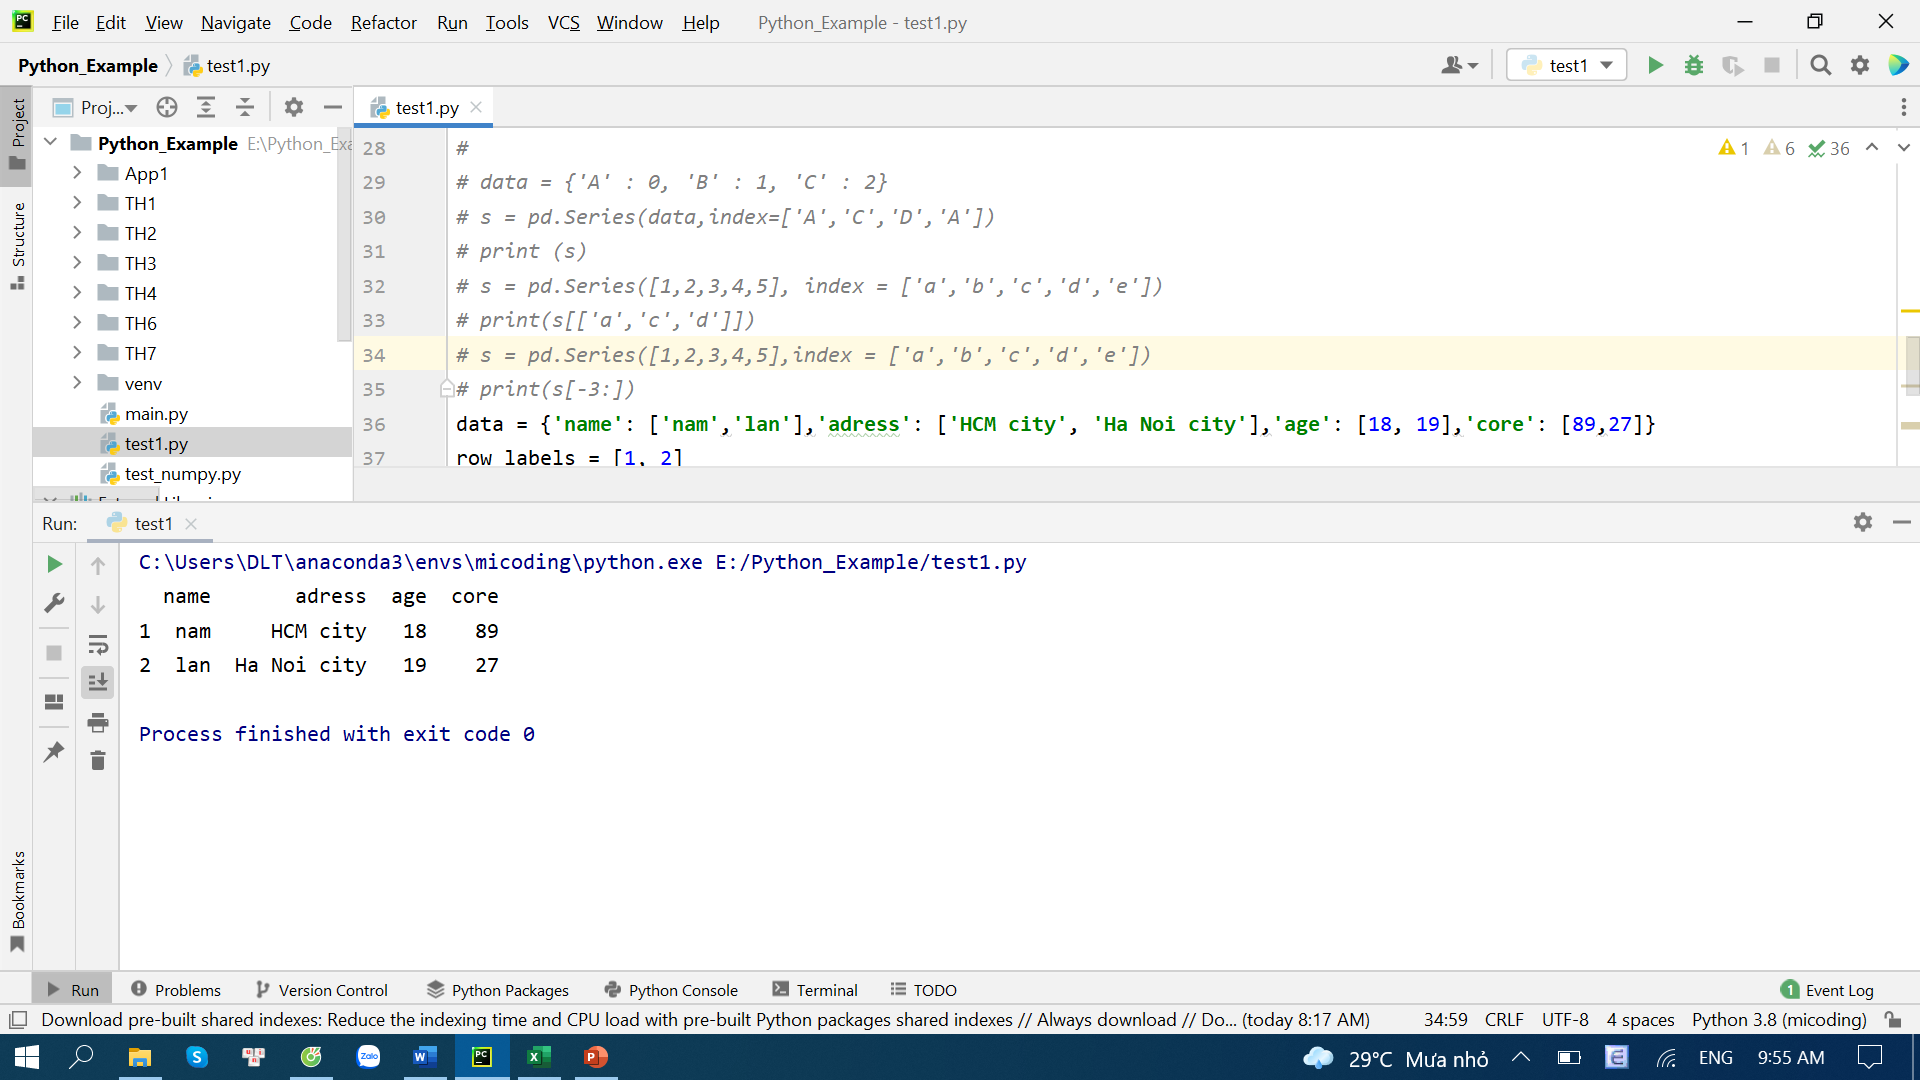 File Edit View Navigate Code Refactor Run Tools VCS Window Help Python_Example - test1.py
Python_Example test1.py test1
Project
Structure
Bookmarks
Proj...
Python_Example E:\Python_Exa
App1
TH1
TH2
TH3
TH4
TH6
TH7
venv
main.py
test1.py
test_numpy.py
test1.py
1 6 36
28 #
29 # data = {'A' : 0, 'B' : 1, 'C' : 2}
30 # s = pd.Series(data,index=['A','C','D','A'])
31 # print (s)
32 # s = pd.Series([1,2,3,4,5], index = ['a','b','c','d','e'])
33 # print(s[['a','c','d']])
34 # s = pd.Series([1,2,3,4,5],index = ['a','b','c','d','e'])
35 # print(s[-3:])
36 data = {'name': ['nam','lan'],'adress': ['HCM city', 'Ha Noi city'],'age': [18, 19],'core': [89,27]}
37 row labels = [1, 2]
Run: test1
C:\Users\DLT\anaconda3\envs\micoding\python.exe E:/Python_Example/test1.py
name adress age core
1 nam HCM city 18 89
2 lan Ha Noi city 19 27
Process finished with exit code 0
Run Problems Version Control Python Packages Python Console Terminal TODO 1 Event Log
Download pre-built shared indexes: Reduce the indexing time and CPU load with pre-built Python packages shared indexes // Always download // Do... (today 8:17 AM) 34:59 CRLF UTF-8 4 spaces Python 3.8 (micoding)
29°C Mưa nhỏ ENG 9:55 AM